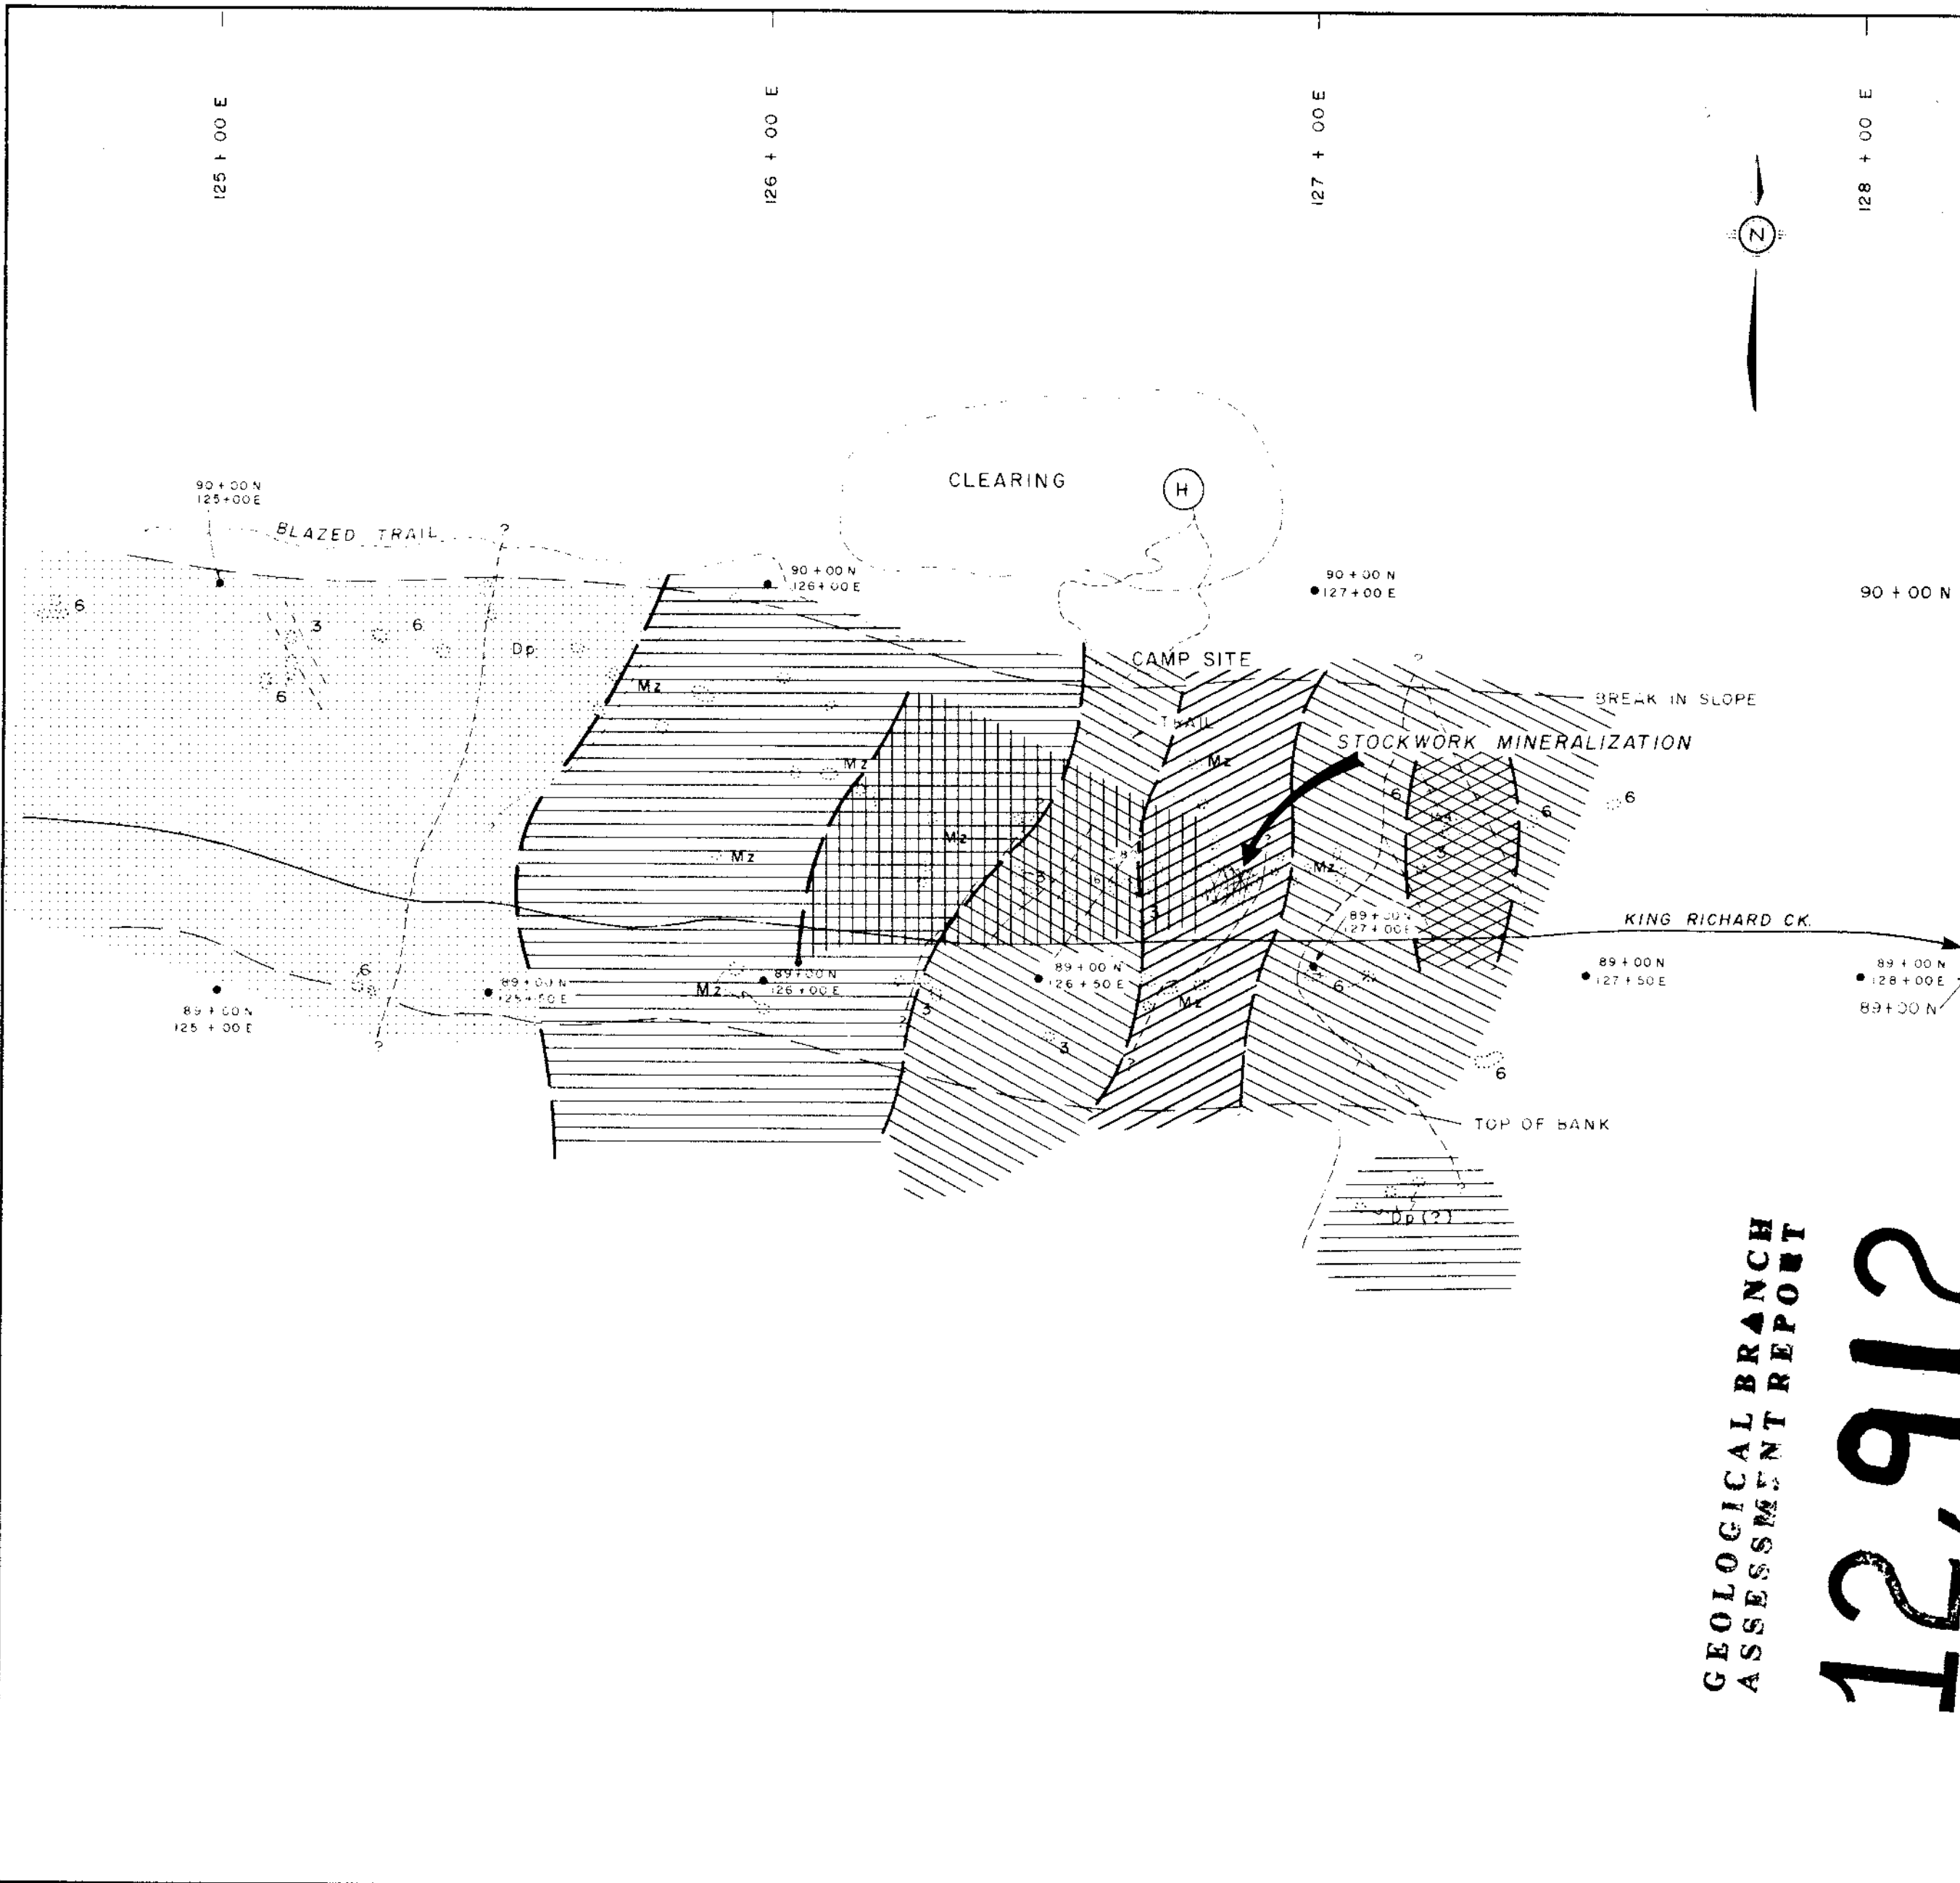 125 + 00 E
126 + 00 E
127 + 00 E
128 + 00 E
N
CLEARING
H
90 + 00 N
125+00 E
BLAZED TRAIL
?
90 + 00 N
126 + 00 E
90 + 00 N
127 + 00 E
90 + 00 N
6
3
6
Dp
6
Mz
CAMP SITE
?
BREAK IN SLOPE
TRAIL
STOCKWORK MINERALIZATION
Mz
Mz
6
6
6
Mz
Mz
3
3
Mz
3
89 + 00 N
127 + 00 E
KING RICHARD CK.
6
89 + 00 N
125 + 00 E
89 + 00 N
125 + 50 E
Mz
89 + 00 N
126 + 00 E
3
?
89 + 00 N
126 + 50 E
?
Mz
6
89 + 00 N
127 + 50 E
89 + 00 N
128 + 00 E
89 + 00 N
?
3
?
6
TOP OF BANK
?
Dp (?)
GEOLOGICAL BRANCH
ASSESSMENT REPORT
12,912